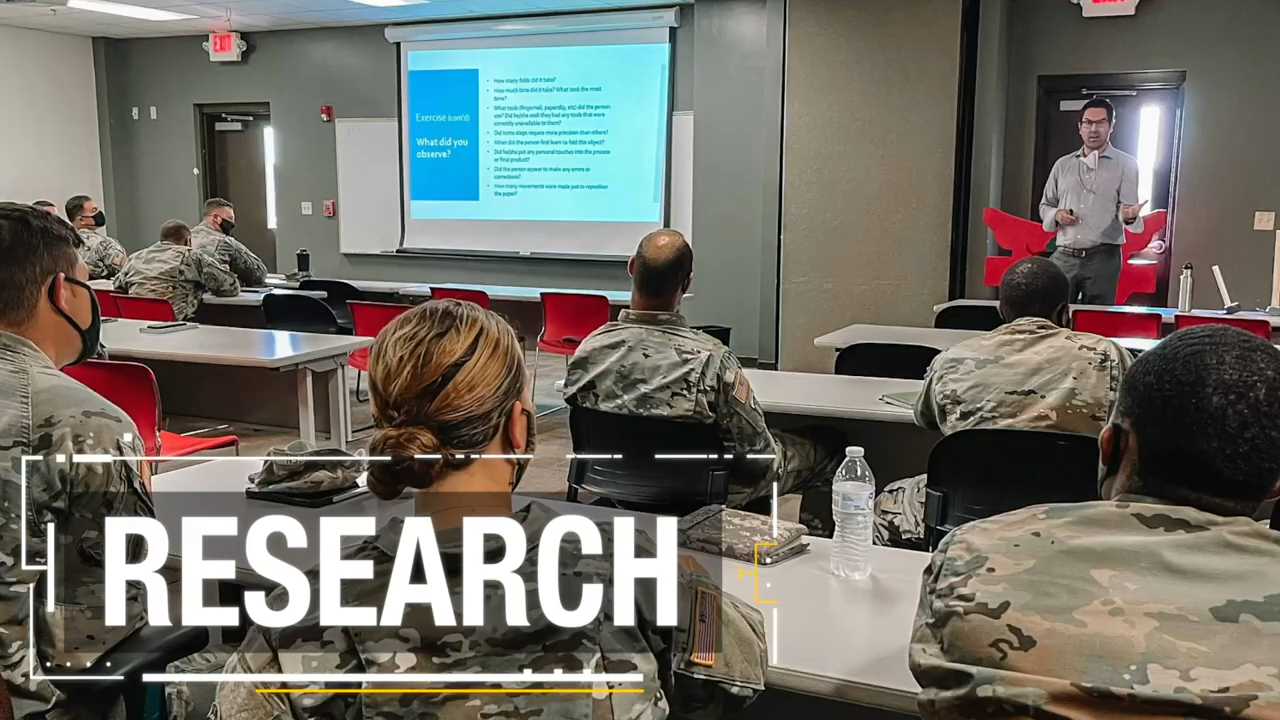 EXIT
Exercise (cont'd)
What did you
observe?
• How many folds did it take?
• How much time did it take? What took the most
time?
• What tools (fingernail, paperclip, etc) did the person
use? Did he/she wish they had any tools that were
currently unavailable to them?
• Did some steps require more precision than others?
• When did the person first learn to fold this object?
• Did he/she put any personal touches into the process
or final product?
• Did the person appear to make any errors or
corrections?
• How many movements were made just to reposition
the paper?
RESEARCH